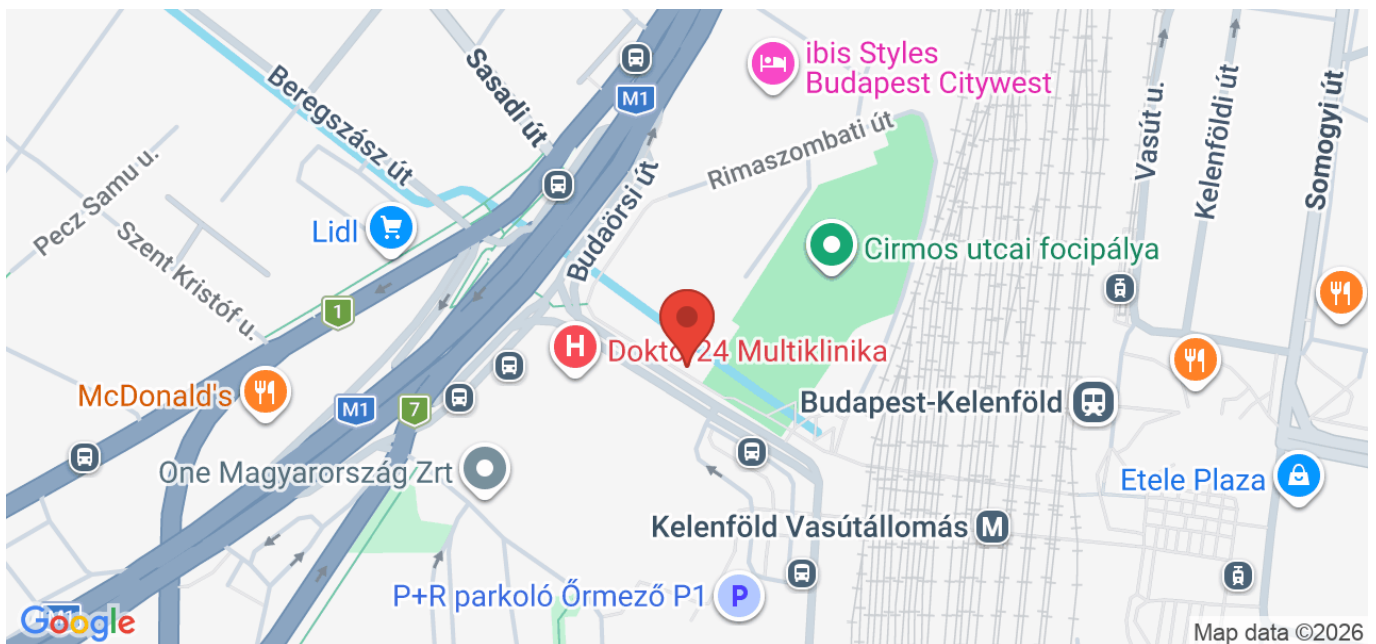 ibis Styles
Budapest Citywest
M1
Sasadi út
Beregszász út
Pecz Samu u.
Szent Kristóf u.
Lidl
Budaörsi út
Rimaszombati út
Vasút u.
Kelenföldi út
Somogyi út
Cirmos utcai focipálya
1
H
Doktor24 Multiklinika
McDonald's
M1
7
Budapest-Kelenföld
One Magyarország Zrt
Etele Plaza
Kelenföld Vasútállomás
M
P+R parkoló Őrmező P1
P
M1
Google
Map data ©2026